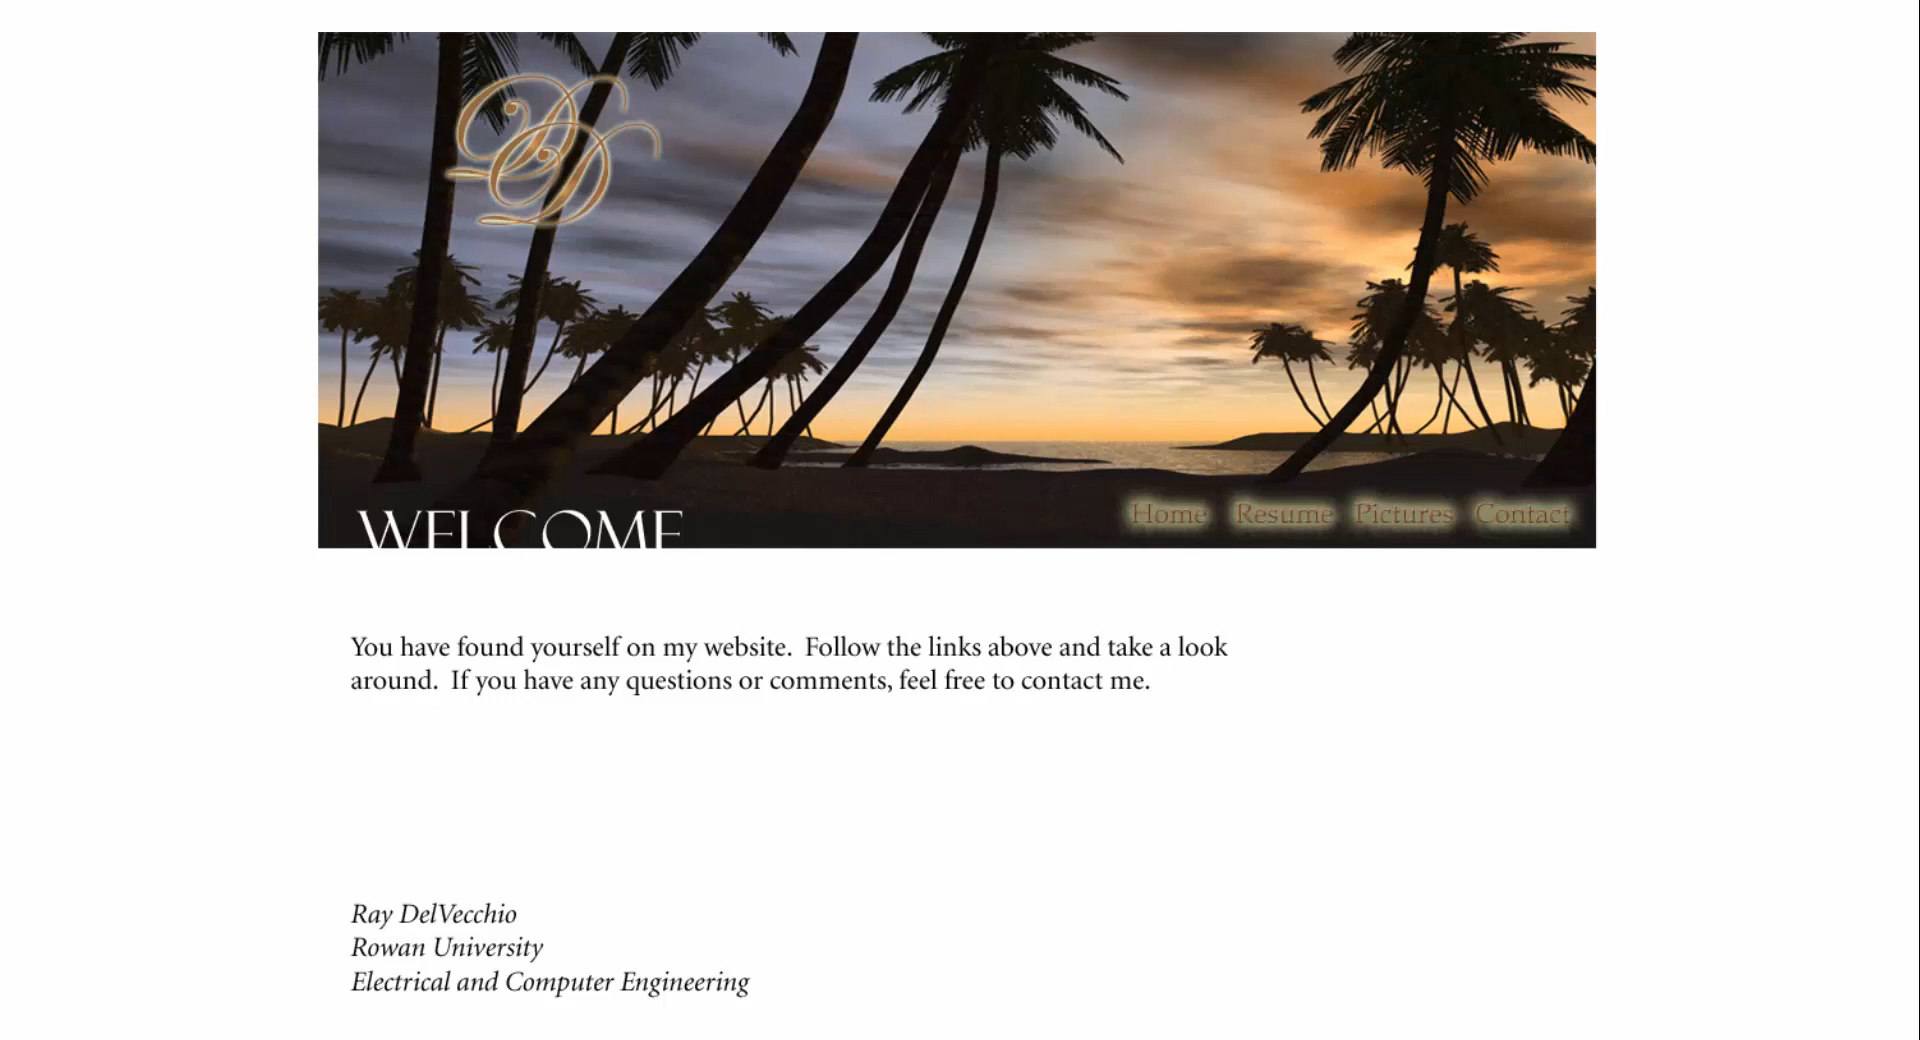 WELCOME
Home Resume Pictures Contact
You have found yourself on my website.  Follow the links above and take a look
around.  If you have any questions or comments, feel free to contact me.
Ray DelVecchio
Rowan University
Electrical and Computer Engineering